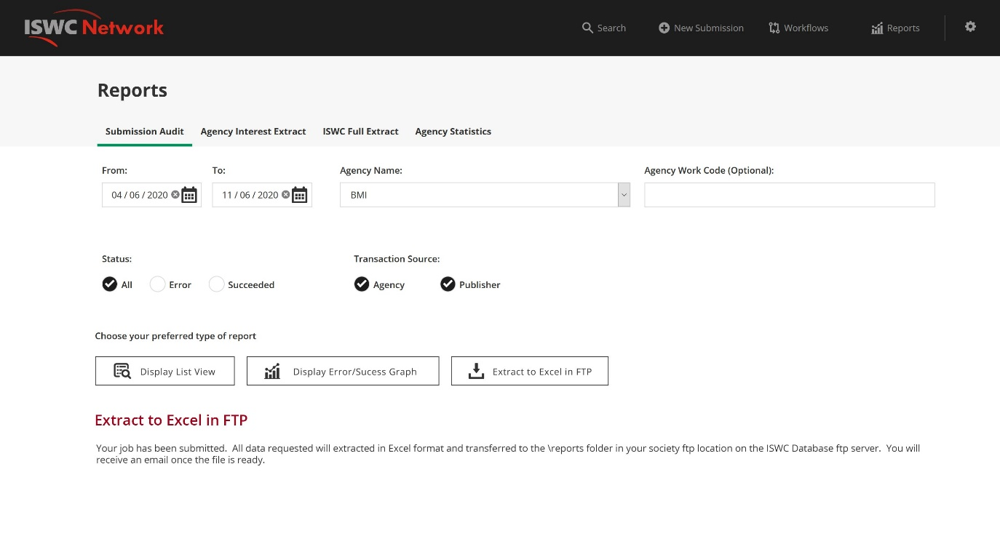 ISWC Network
Search
New Submission
Workflows
Reports
Reports
Submission Audit
Agency Interest Extract
ISWC Full Extract
Agency Statistics
From:
To:
Agency Name:
Agency Work Code (Optional):
04 / 06 / 2020
11 / 06 / 2020
BMI
Status:
Transaction Source:
All
Error
Succeeded
Agency
Publisher
Choose your preferred type of report
Display List View
Display Error/Sucess Graph
Extract to Excel in FTP
Extract to Excel in FTP
Your job has been submitted.  All data requested will extracted in Excel format and transferred to the \reports folder in your society ftp location on the ISWC Database ftp server.  You will
receive an email once the file is ready.